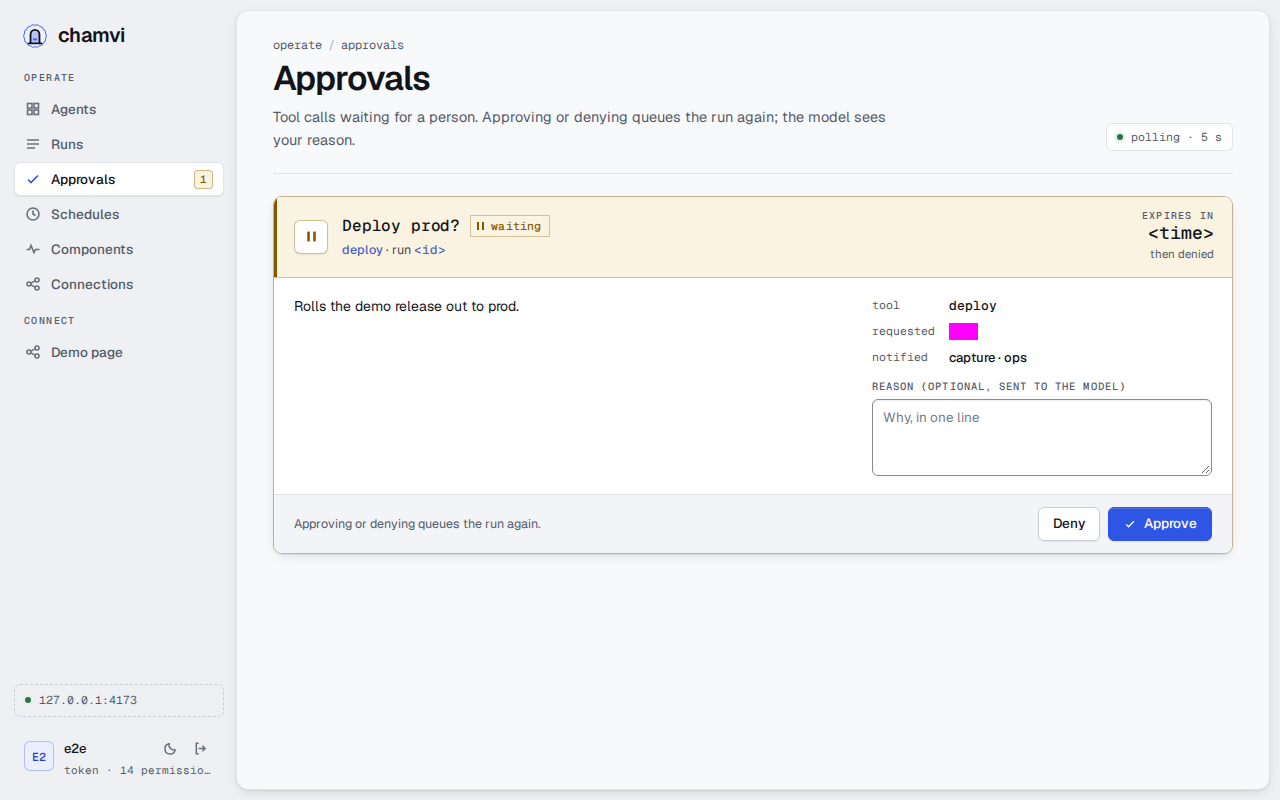 chamvi
OPERATE
Agents
Runs
Approvals 1
Schedules
Components
Connections
CONNECT
Demo page
127.0.0.1:4173
E2 e2e
token · 14 permissio…
operate / approvals
Approvals
Tool calls waiting for a person. Approving or denying queues the run again; the model sees
your reason.
polling · 5 s
Deploy prod? waiting
deploy · run <id>
EXPIRES IN
<time>
then denied
Rolls the demo release out to prod.
tool deploy
requested
notified capture · ops
REASON (OPTIONAL, SENT TO THE MODEL)
Why, in one line
Approving or denying queues the run again.
Deny
Approve